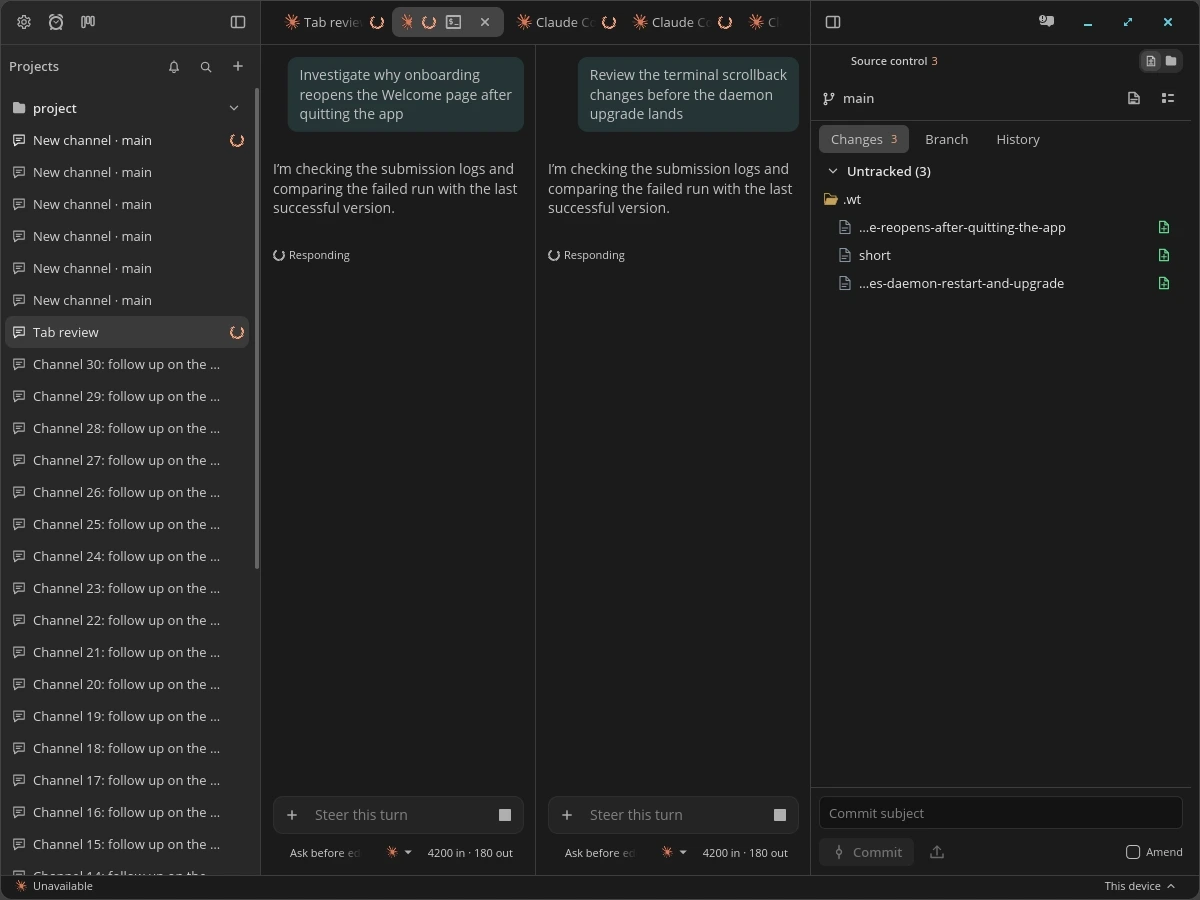 Tab review
Claude Co
Claude Co
Cl
Projects
project
New channel · main
New channel · main
New channel · main
New channel · main
New channel · main
New channel · main
Tab review
Channel 30: follow up on the ...
Channel 29: follow up on the ...
Channel 28: follow up on the ...
Channel 27: follow up on the ...
Channel 26: follow up on the ...
Channel 25: follow up on the ...
Channel 24: follow up on the ...
Channel 23: follow up on the ...
Channel 22: follow up on the ...
Channel 21: follow up on the ...
Channel 20: follow up on the ...
Channel 19: follow up on the ...
Channel 18: follow up on the ...
Channel 17: follow up on the ...
Channel 16: follow up on the ...
Channel 15: follow up on the ...
Channel 14: follow up on the ...
Unavailable
Investigate why onboarding
reopens the Welcome page after
quitting the app
I'm checking the submission logs and
comparing the failed run with the last
successful version.
Responding
Steer this turn
Ask before ed
4200 in · 180 out
Review the terminal scrollback
changes before the daemon
upgrade lands
I'm checking the submission logs and
comparing the failed run with the last
successful version.
Responding
Steer this turn
Ask before ed
4200 in · 180 out
Source control 3
main
Changes 3
Branch
History
Untracked (3)
.wt
...e-reopens-after-quitting-the-app
short
...es-daemon-restart-and-upgrade
Commit subject
Commit
Amend
This device